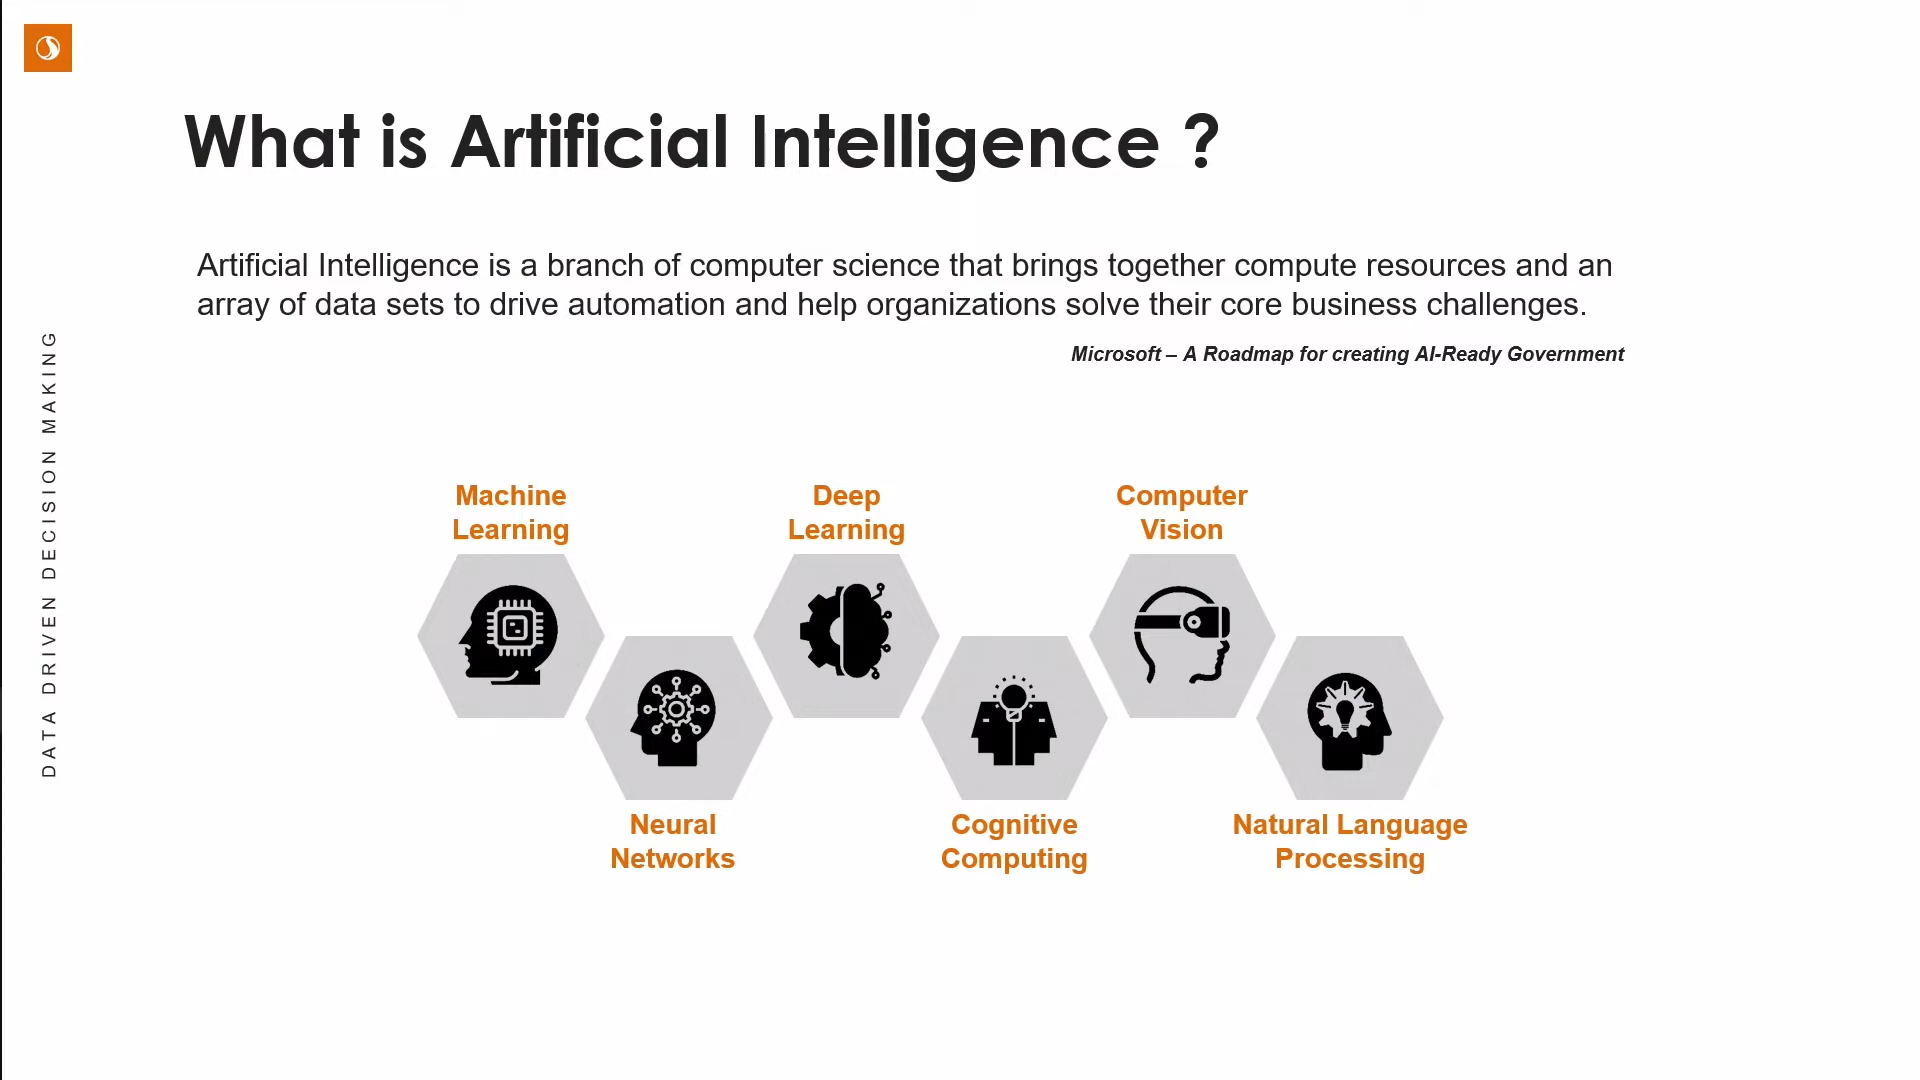 What is Artificial Intelligence ?
Artificial Intelligence is a branch of computer science that brings together compute resources and an
array of data sets to drive automation and help organizations solve their core business challenges.
Microsoft – A Roadmap for creating AI-Ready Government
DATA DRIVEN DECISION MAKING
Machine
Learning
Deep
Learning
Computer
Vision
Neural
Networks
Cognitive
Computing
Natural Language
Processing